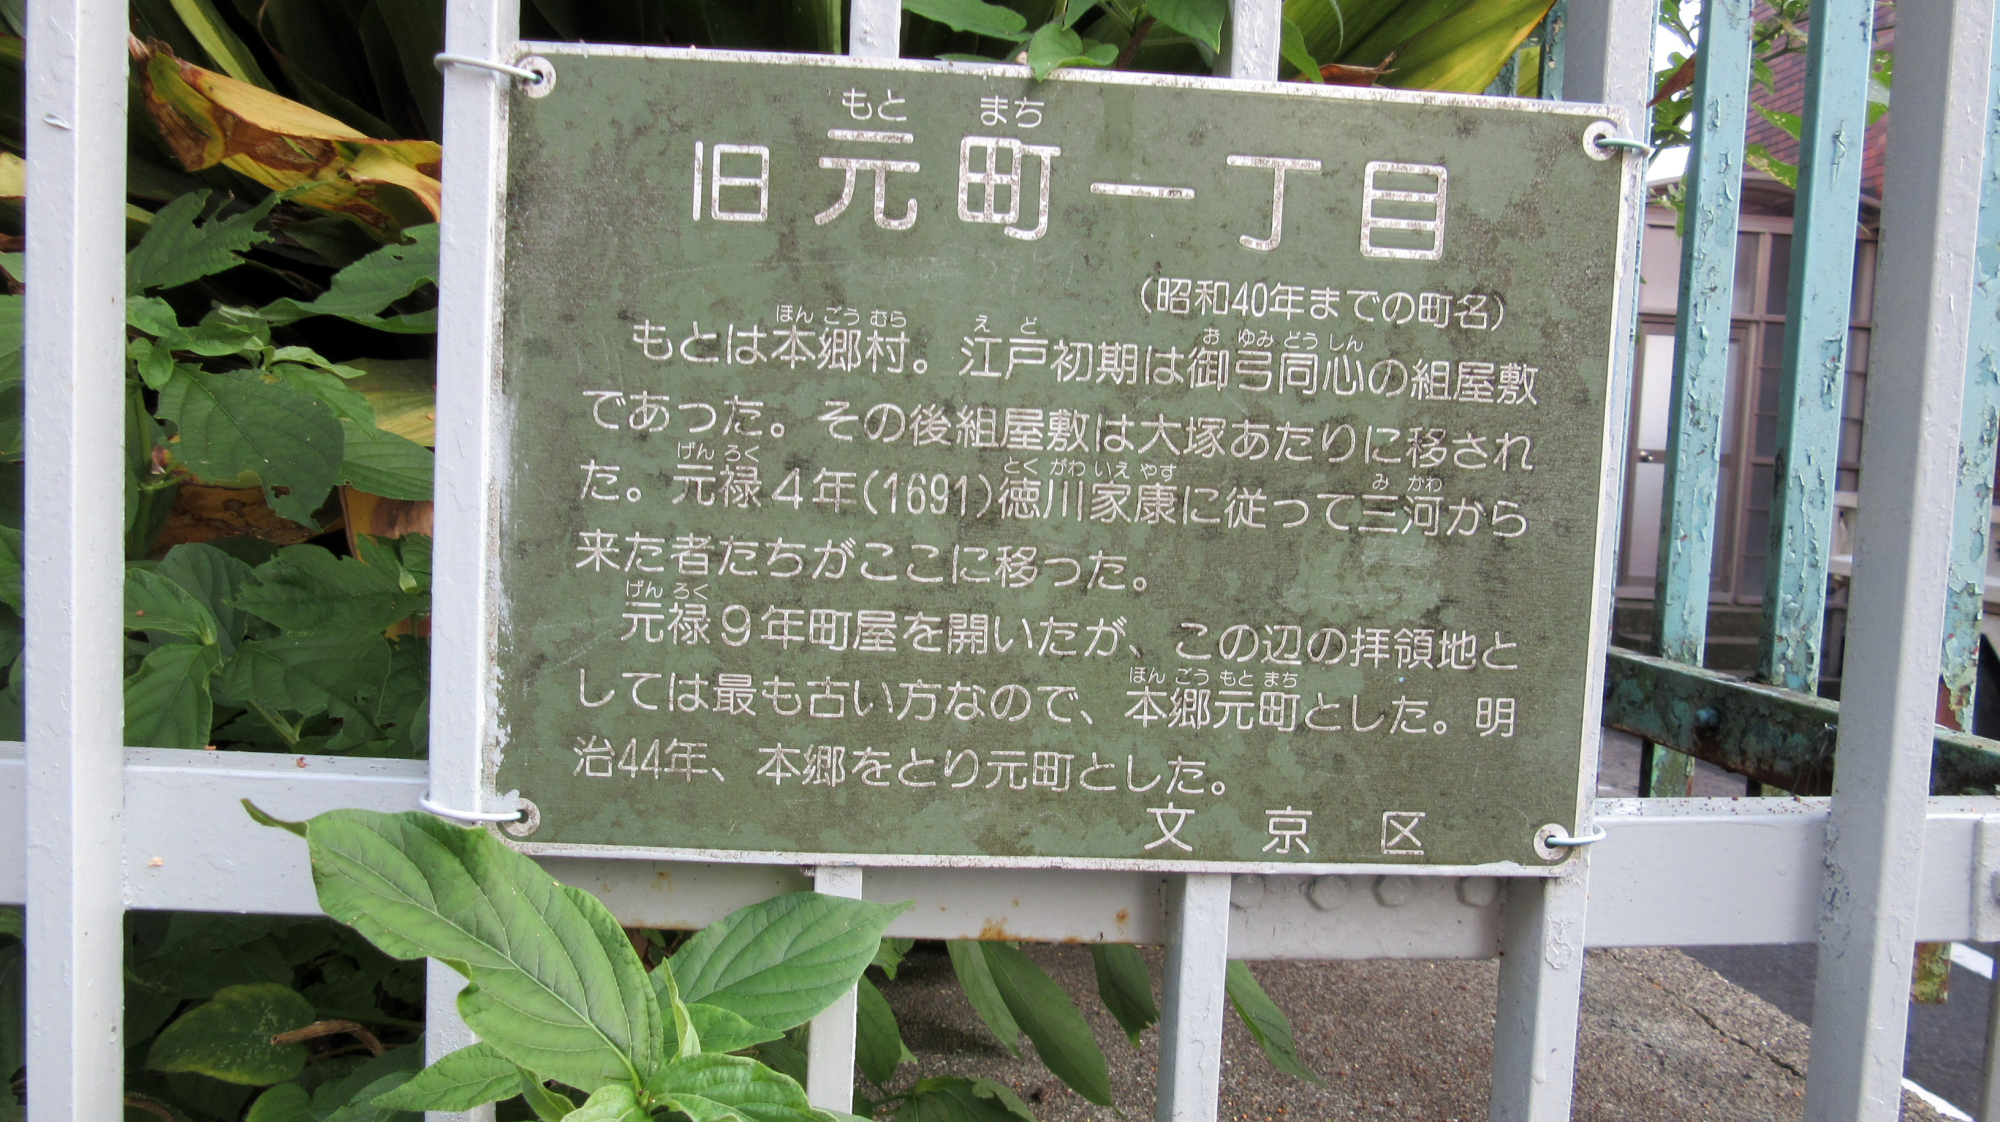 もと まち
旧元町一丁目
（昭和40年までの町名）
ほん ごう むら え ど お ゆみ どう しん
もとは本郷村。江戸初期は御弓同心の組屋敷
であった。その後組屋敷は大塚あたりに移され
げん ろく とく がわ いえ やす み かわ
た。元禄４年(1691)徳川家康に従って三河から
来た者たちがここに移った。
げん ろく
元禄９年町屋を開いたが、この辺の拝領地と
ほん ごう もと まち
しては最も古い方なので、本郷元町とした。明
治44年、本郷をとり元町とした。
文京区